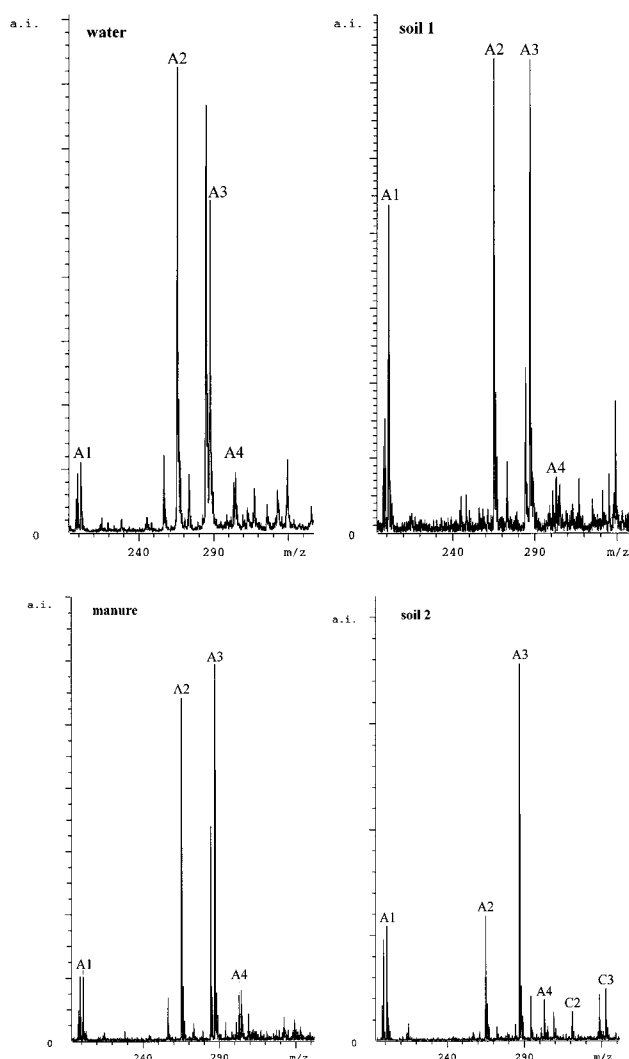 a.i.
water
A2
A3
A1
A4
0
240
290
m/z
a.i.
soil 1
A2
A3
A1
A4
0
240
290
m/z
a.i.
manure
A3
A2
A1
A4
0
240
290
m/z
a.i.
soil 2
A3
A2
A1
A4
C2
C3
0
240
290
m/z